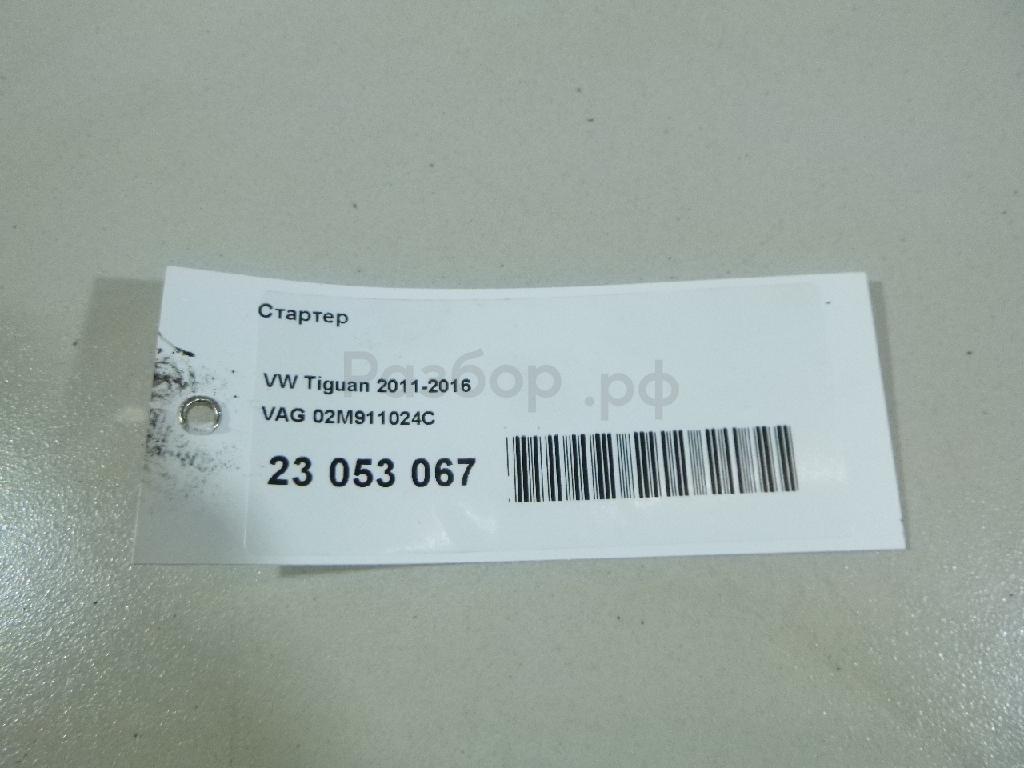 Стартер
Разбор.рф
VW Tiguan 2011-2016
VAG 02M911024C
23 053 067